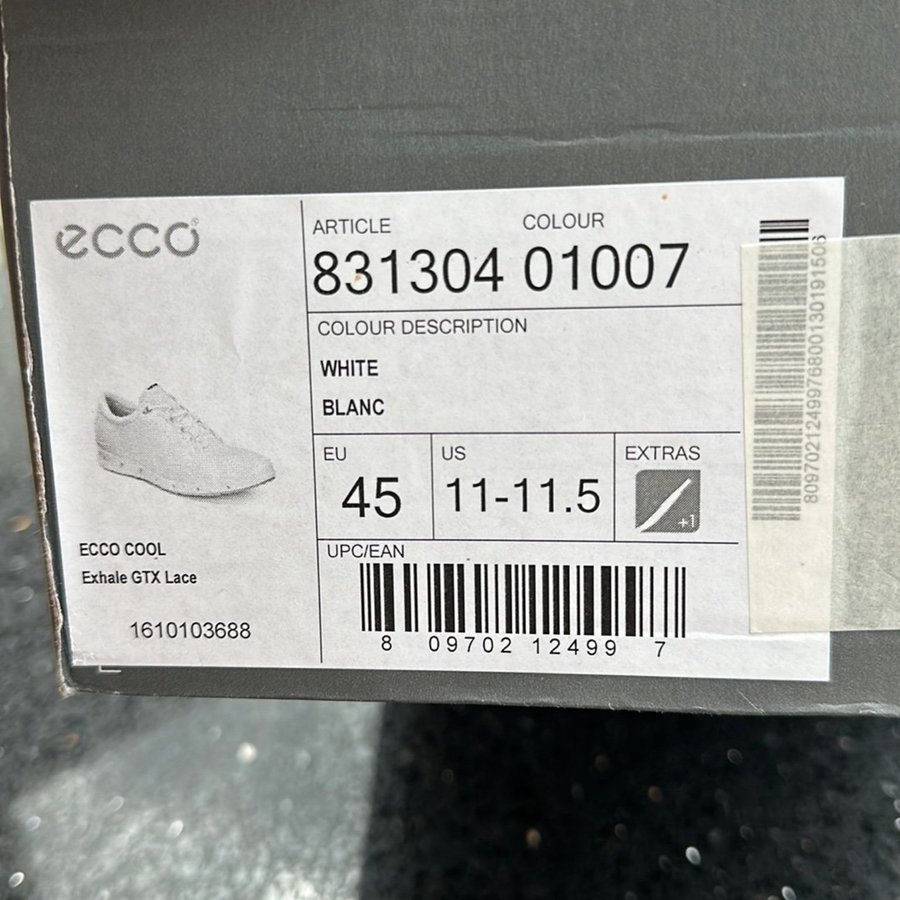 ecco®
ARTICLE COLOUR
831304 01007
COLOUR DESCRIPTION
WHITE
BLANC
EU US EXTRAS
45 11-11.5
+1
ECCO COOL
Exhale GTX Lace
1610103688
UPC/EAN
8 09702 12499 7
8097021249976800130191506